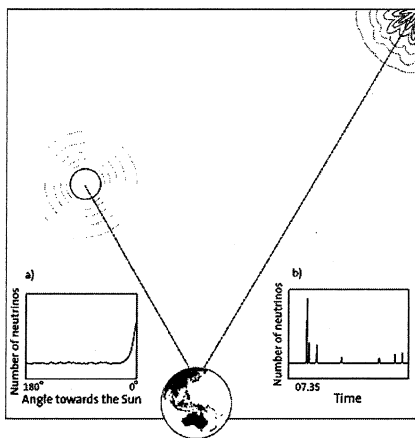 a)
Number of neutrinos
180°
0°
Angle towards the Sun
b)
Number of neutrinos
07.35
Time